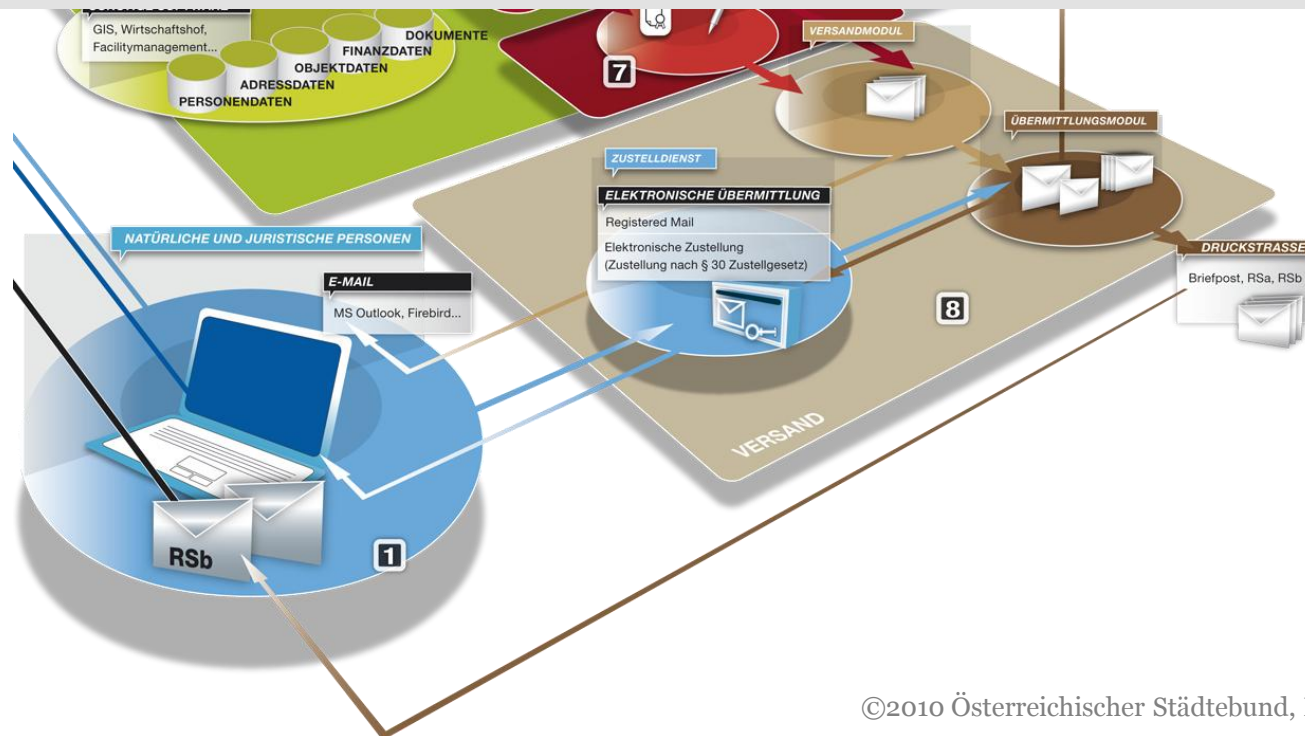 GIS, Wirtschaftshof,
Facilitymanagement...
DOKUMENTE
FINANZDATEN
OBJEKTDATEN
ADRESSDATEN
PERSONENDATEN
7
VERSANDMODUL
ÜBERMITTLUNGSMODUL
ZUSTELLDIENST
ELEKTRONISCHE ÜBERMITTLUNG
Registered Mail
Elektronische Zustellung
(Zustellung nach § 30 Zustellgesetz)
NATÜRLICHE UND JURISTISCHE PERSONEN
E-MAIL
MS Outlook, Firebird...
DRUCKSTRASSE
Briefpost, RSa, RSb
8
VERSAND
RSb
1
©2010 Österreichischer Städtebund,